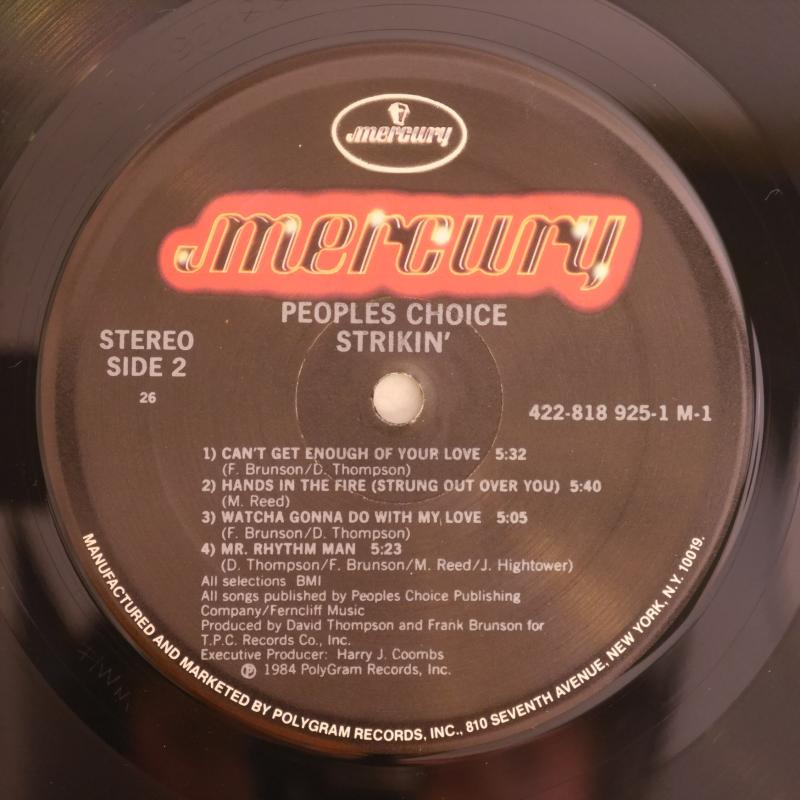 mercury
mercury
PEOPLES CHOICE
STRIKIN'
STEREO
SIDE 2
26
422-818 925-1 M-1
1) CAN'T GET ENOUGH OF YOUR LOVE 5:32
(F. Brunson/D. Thompson)
2) HANDS IN THE FIRE (STRUNG OUT OVER YOU) 5:40
(M. Reed)
3) WATCHA GONNA DO WITH MY LOVE 5:05
(F. Brunson/D. Thompson)
4) MR. RHYTHM MAN 5:23
(D. Thompson/F. Brunson/M. Reed/J. Hightower)
All selections BMI
All songs published by Peoples Choice Publishing
Company/Ferncliff Music
Produced by David Thompson and Frank Brunson for
T.P.C. Records Co., Inc.
Executive Producer: Harry J. Coombs
℗ 1984 PolyGram Records, Inc.
MANUFACTURED AND MARKETED BY POLYGRAM RECORDS, INC., 810 SEVENTH AVENUE, NEW YORK, N.Y. 10019.